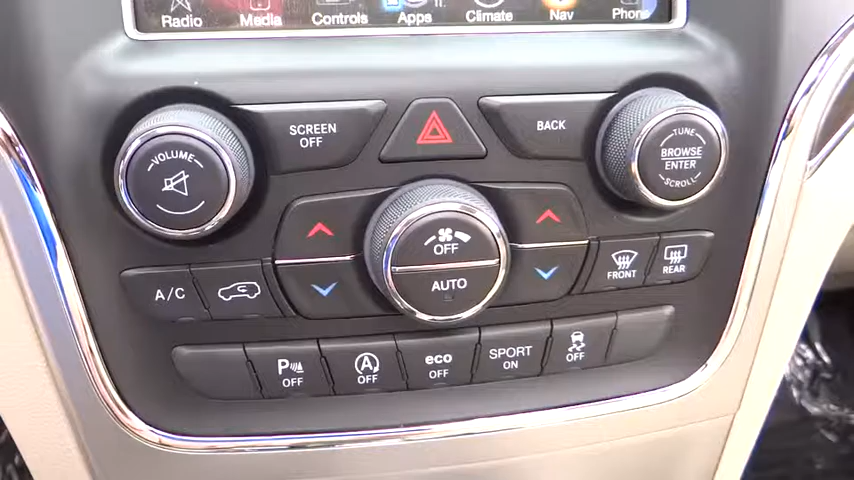 Radio
Media
Controls
Apps
Climate
Nav
Phone
SCREEN
OFF
BACK
VOLUME
TUNE
BROWSE
ENTER
SCROLL
OFF
AUTO
A/C
FRONT
REAR
P OFF
A OFF
eco
OFF
SPORT
ON
OFF